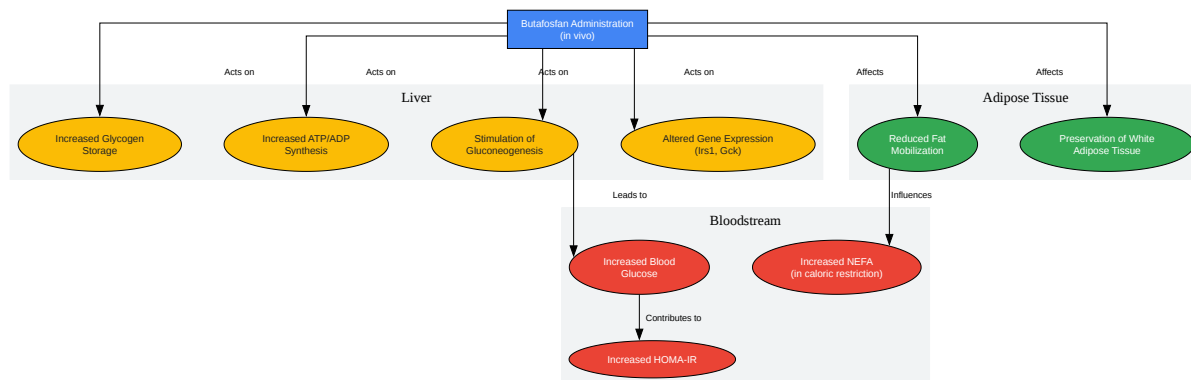 Butafosfan Administration
(in vivo)
Acts on
Acts on
Acts on
Acts on
Affects
Affects
Liver
Adipose Tissue
Increased Glycogen
Storage
Increased ATP/ADP
Synthesis
Stimulation of
Gluconeogenesis
Altered Gene Expression
(Irs1, Gck)
Reduced Fat
Mobilization
Preservation of White
Adipose Tissue
Leads to
Influences
Bloodstream
Increased Blood
Glucose
Increased NEFA
(in caloric restriction)
Contributes to
Increased HOMA-IR